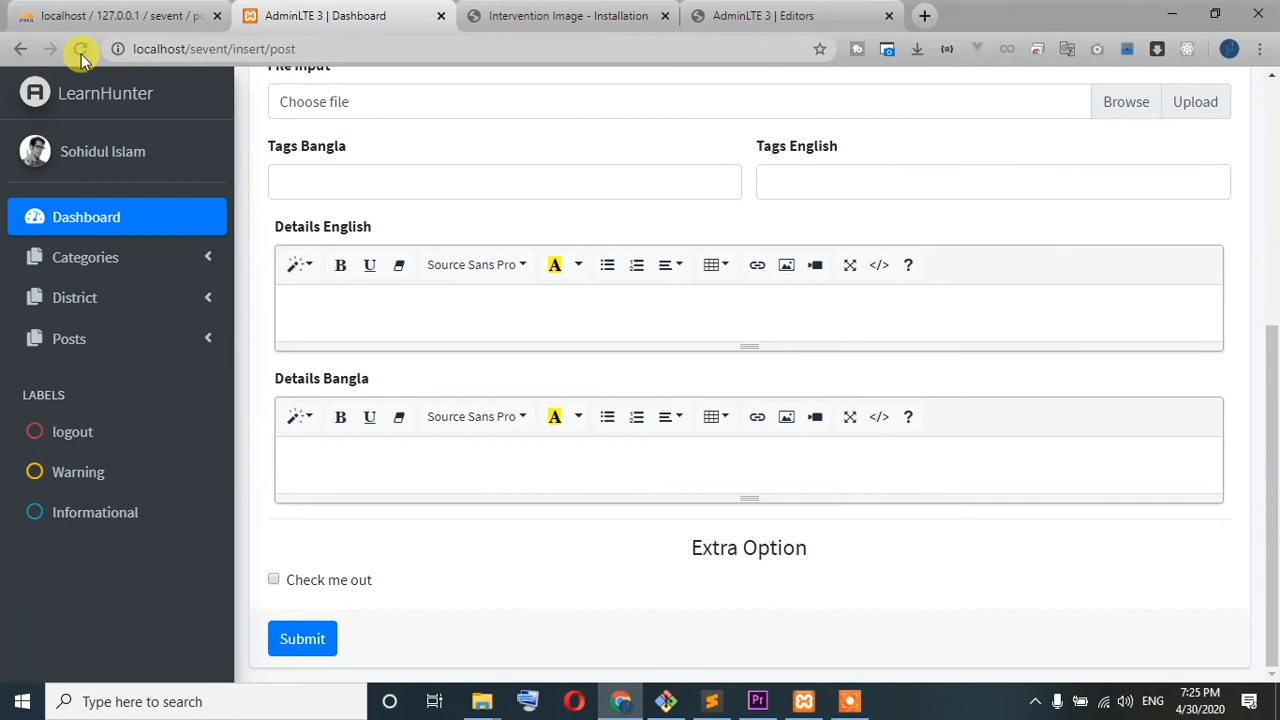 localhost / 127.0.0.1 / sevent / pc
AdminLTE 3 | Dashboard
Intervention Image - Installation
AdminLTE 3 | Editors
localhost/sevent/insert/post
LearnHunter
File Input
Choose file
Browse
Upload
Sohidul Islam
Tags Bangla
Tags English
Dashboard
Details English
Categories
B U Source Sans Pro A </> ?
District
Posts
Details Bangla
LABELS
B U Source Sans Pro A </> ?
logout
Warning
Informational
Extra Option
Check me out
Submit
Type here to search
ENG
7:25 PM
4/30/2020